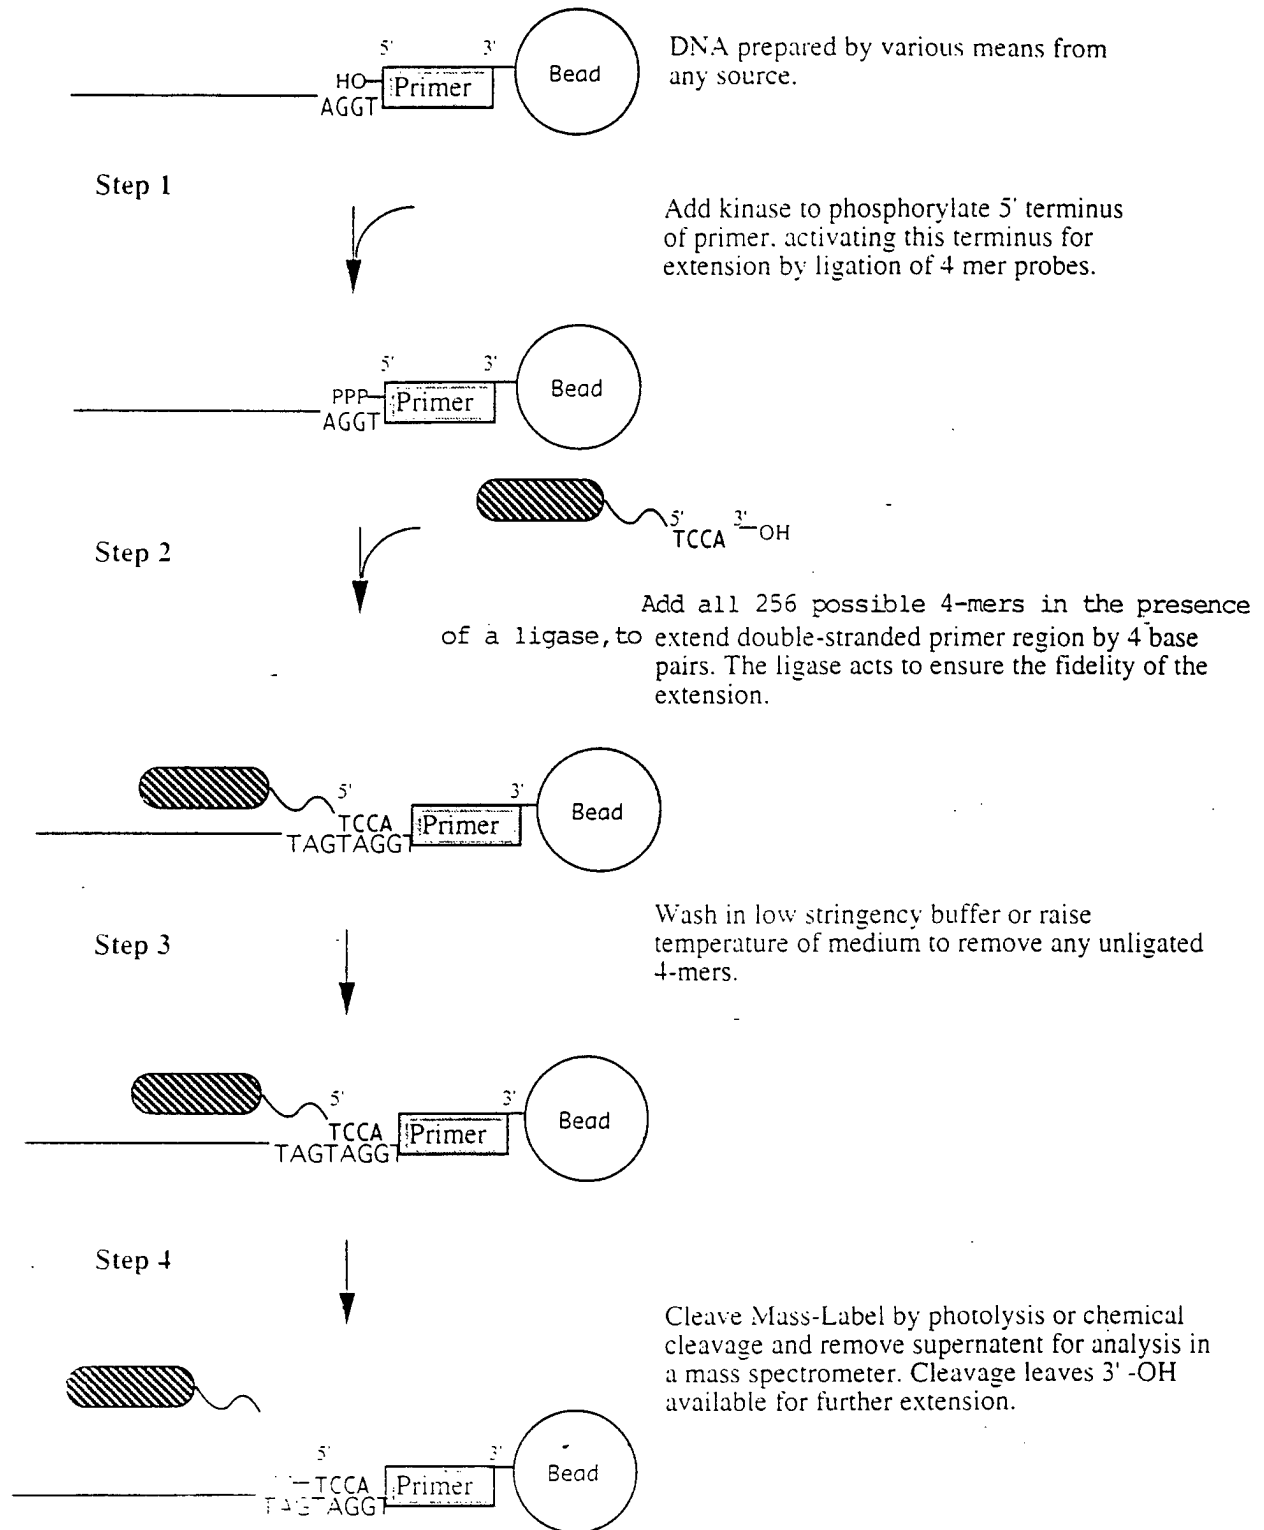 5' 3'
HO
Primer
Bead
AGGT
DNA prepared by various means from
any source.
Step 1
Add kinase to phosphorylate 5' terminus
of primer. activating this terminus for
extension by ligation of 4 mer probes.
5' 3'
PPP
Primer
Bead
AGGT
5' 3'
TCCA
OH
Step 2
Add all 256 possible 4-mers in the presence
of a ligase, to extend double-stranded primer region by 4 base
pairs. The ligase acts to ensure the fidelity of the
extension.
5' 3'
TCCA
Primer
Bead
TAGTAGGT
Step 3
Wash in low stringency buffer or raise
temperature of medium to remove any unligated
4-mers.
5' 3'
TCCA
Primer
Bead
TAGTAGGT
Step 4
Cleave Mass-Label by photolysis or chemical
cleavage and remove supernatent for analysis in
a mass spectrometer. Cleavage leaves 3' -OH
available for further extension.
5' 3'
TCCA
Primer
Bead
TAGTAGGT